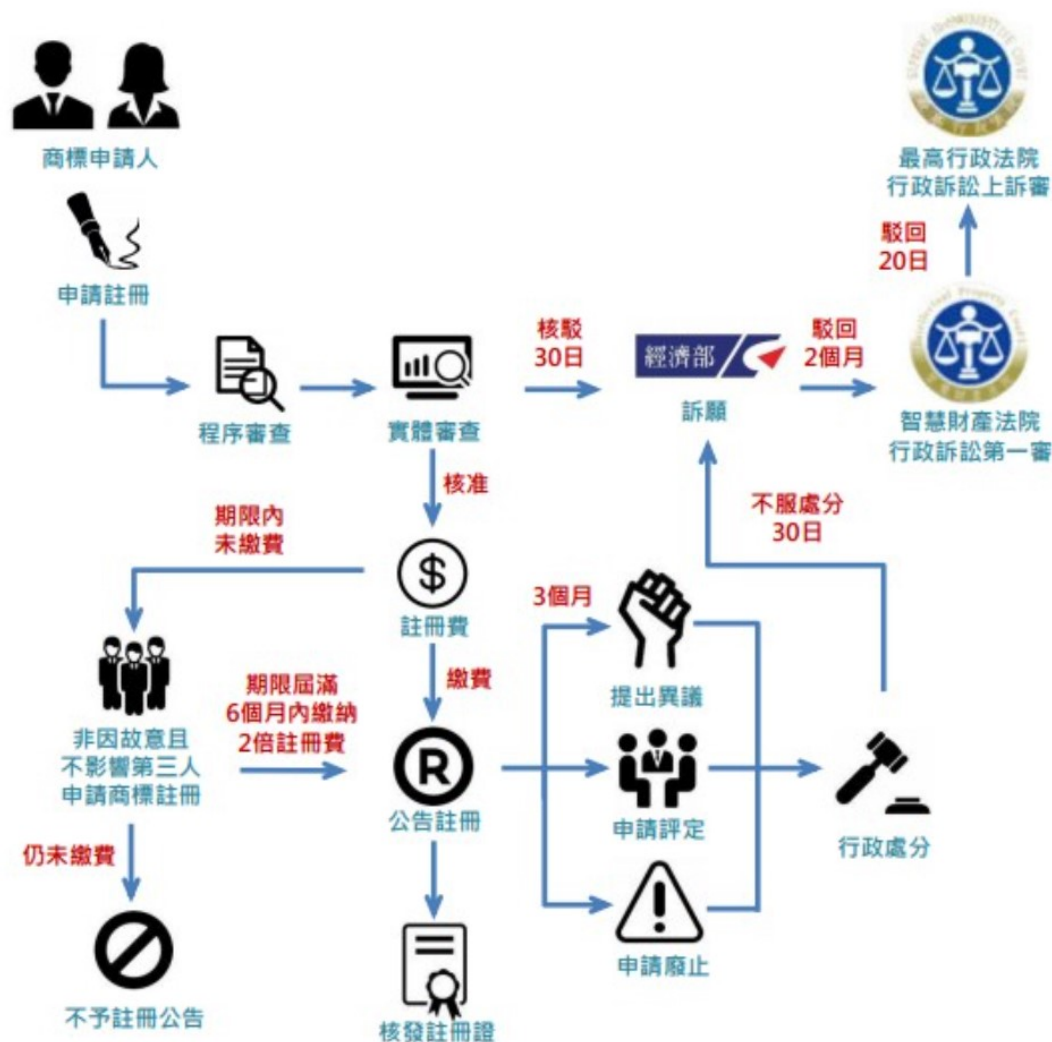 商標申請人
申請註冊
程序審查
實體審查
核駁
30日
經濟部
訴願
駁回
2個月
智慧財產法院
行政訴訟第一審
駁回
20日
最高行政法院
行政訴訟上訴審
核准
期限內
未繳費
$
註冊費
繳費
非因故意且
不影響第三人
申請商標註冊
期限屆滿
6個月內繳納
2倍註冊費
R
公告註冊
仍未繳費
不予註冊公告
核發註冊證
3個月
提出異議
申請評定
申請廢止
行政處分
不服處分
30日